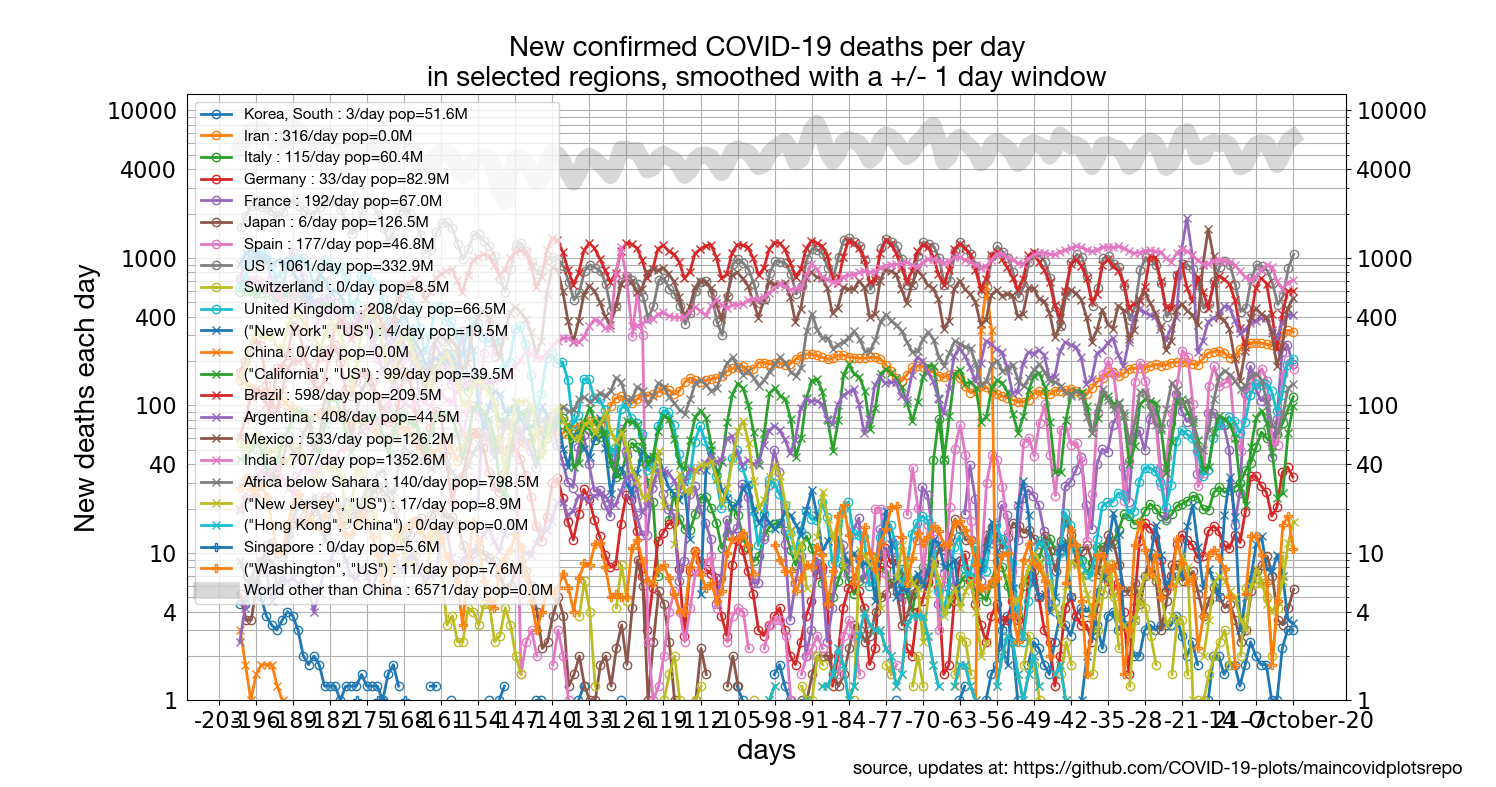 New confirmed COVID-19 deaths per day
in selected regions, smoothed with a +/- 1 day window
New deaths each day
10000
4000
1000
400
100
40
10
4
1
Korea, South : 3/day pop=51.6M
Iran : 316/day pop=0.0M
Italy : 115/day pop=60.4M
Germany : 33/day pop=82.9M
France : 192/day pop=67.0M
Japan : 6/day pop=126.5M
Spain : 177/day pop=46.8M
US : 1061/day pop=332.9M
Switzerland : 0/day pop=8.5M
United Kingdom : 208/day pop=66.5M
("New York", "US") : 4/day pop=19.5M
China : 0/day pop=0.0M
("California", "US") : 99/day pop=39.5M
Brazil : 598/day pop=209.5M
Argentina : 408/day pop=44.5M
Mexico : 533/day pop=126.2M
India : 707/day pop=1352.6M
Africa below Sahara : 140/day pop=798.5M
("New Jersey", "US") : 17/day pop=8.9M
("Hong Kong", "China") : 0/day pop=0.0M
Singapore : 0/day pop=5.6M
("Washington", "US") : 11/day pop=7.6M
World other than China : 6571/day pop=0.0M
10000
4000
1000
400
100
40
10
4
1
-203 -196 -189 -182 -175 -168 -161 -154 -147 -140 -133 -126 -119 -112 -105 -98 -91 -84 -77 -70 -63 -56 -49 -42 -35 -28 -21 -14 -7 October-20
days
source, updates at: https://github.com/COVID-19-plots/maincovidplotsrepo